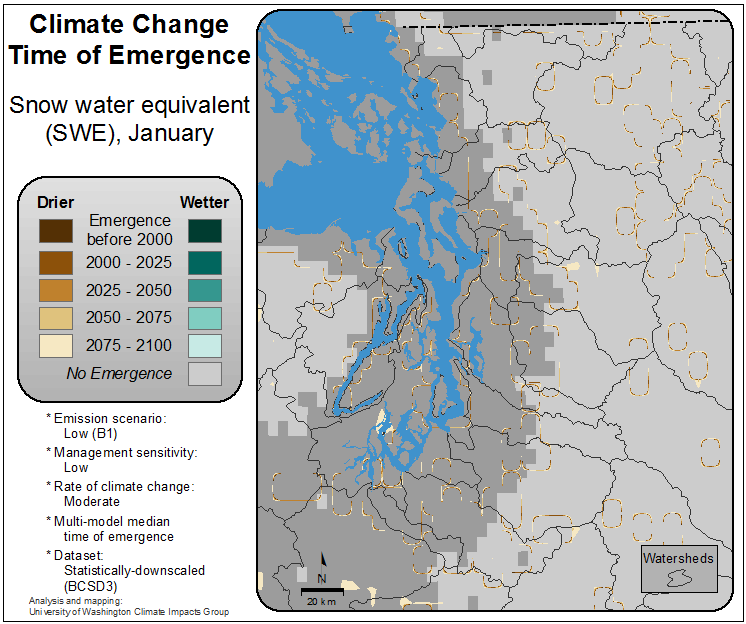 Climate Change
Time of Emergence
Snow water equivalent
(SWE), January
Drier
Wetter
Emergence
before 2000
2000 - 2025
2025 - 2050
2050 - 2075
2075 - 2100
No Emergence
* Emission scenario:
Low (B1)
* Management sensitivity:
Low
* Rate of climate change:
Moderate
* Multi-model median
time of emergence
* Dataset:
Statistically-downscaled
(BCSD3)
Analysis and mapping:
University of Washington Climate Impacts Group
N
20 km
Watersheds